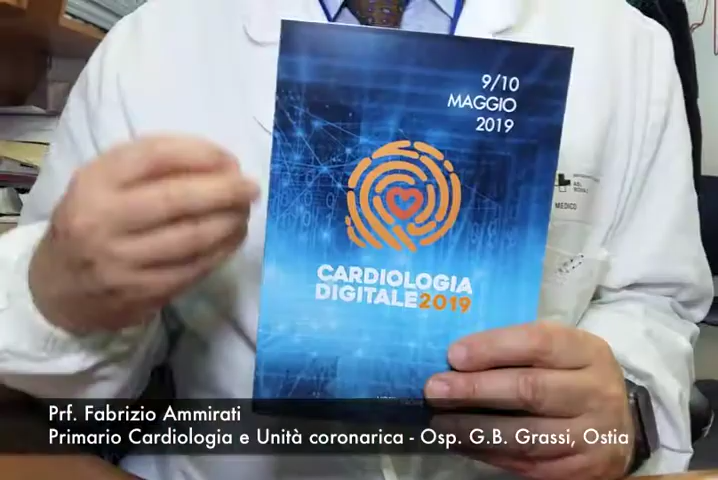 9/10
MAGGIO
2019
CARDIOLOGIA
DIGITALE2019
MEDICO
Prf. Fabrizio Ammirati
Primario Cardiologia e Unità coronarica - Osp. G.B. Grassi, Ostia